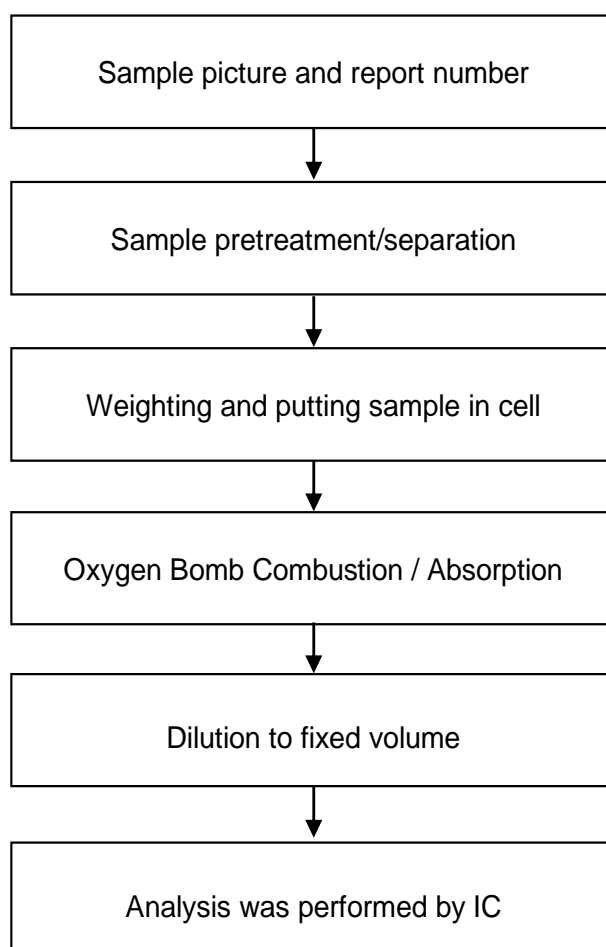 Sample picture and report number
Sample pretreatment/separation
Weighting and putting sample in cell
Oxygen Bomb Combustion / Absorption
Dilution to fixed volume
Analysis was performed by IC